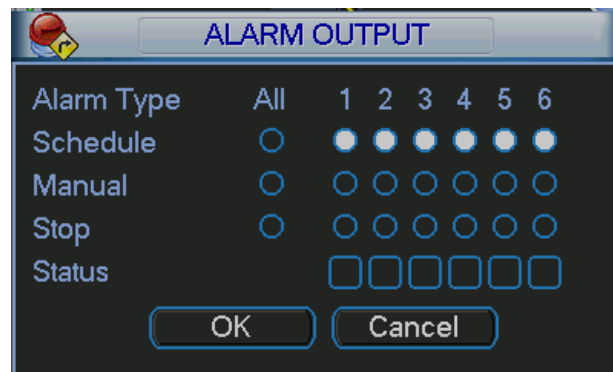 ALARM OUTPUT
Alarm Type All 1 2 3 4 5 6
Schedule
Manual
Stop
Status
OK Cancel